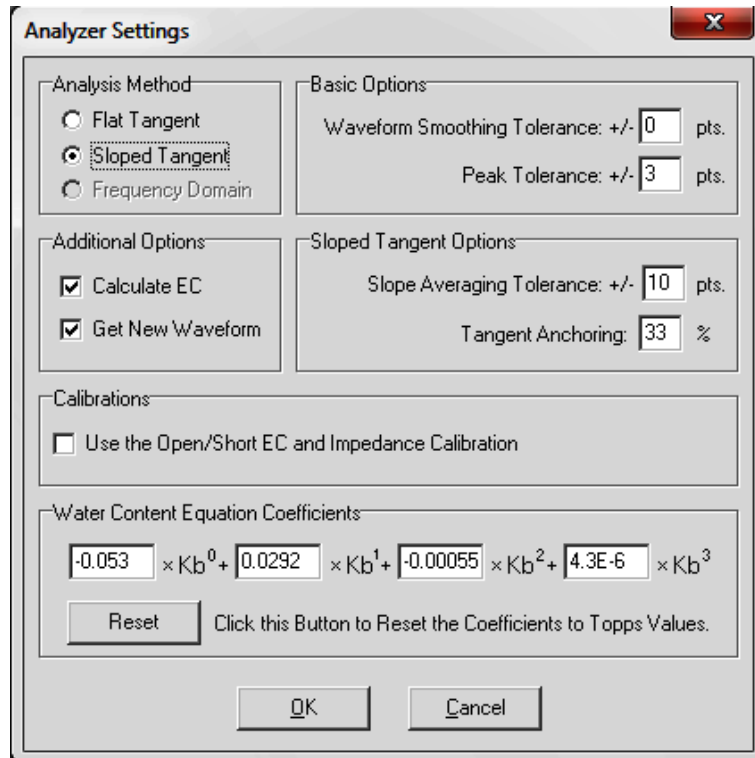 Analyzer Settings
Analysis Method
Flat Tangent
Sloped Tangent
Frequency Domain
Basic Options
Waveform Smoothing Tolerance: +/- 0 pts.
Peak Tolerance: +/- 3 pts.
Additional Options
Calculate EC
Get New Waveform
Sloped Tangent Options
Slope Averaging Tolerance: +/- 10 pts.
Tangent Anchoring: 33 %
Calibrations
Use the Open/Short EC and Impedance Calibration
Water Content Equation Coefficients
-0.053 × Kb⁰+ 0.0292 × Kb¹+ -0.00055 × Kb²+ 4.3E-6 × Kb³
Reset Click this Button to Reset the Coefficients to Topps Values.
OK Cancel